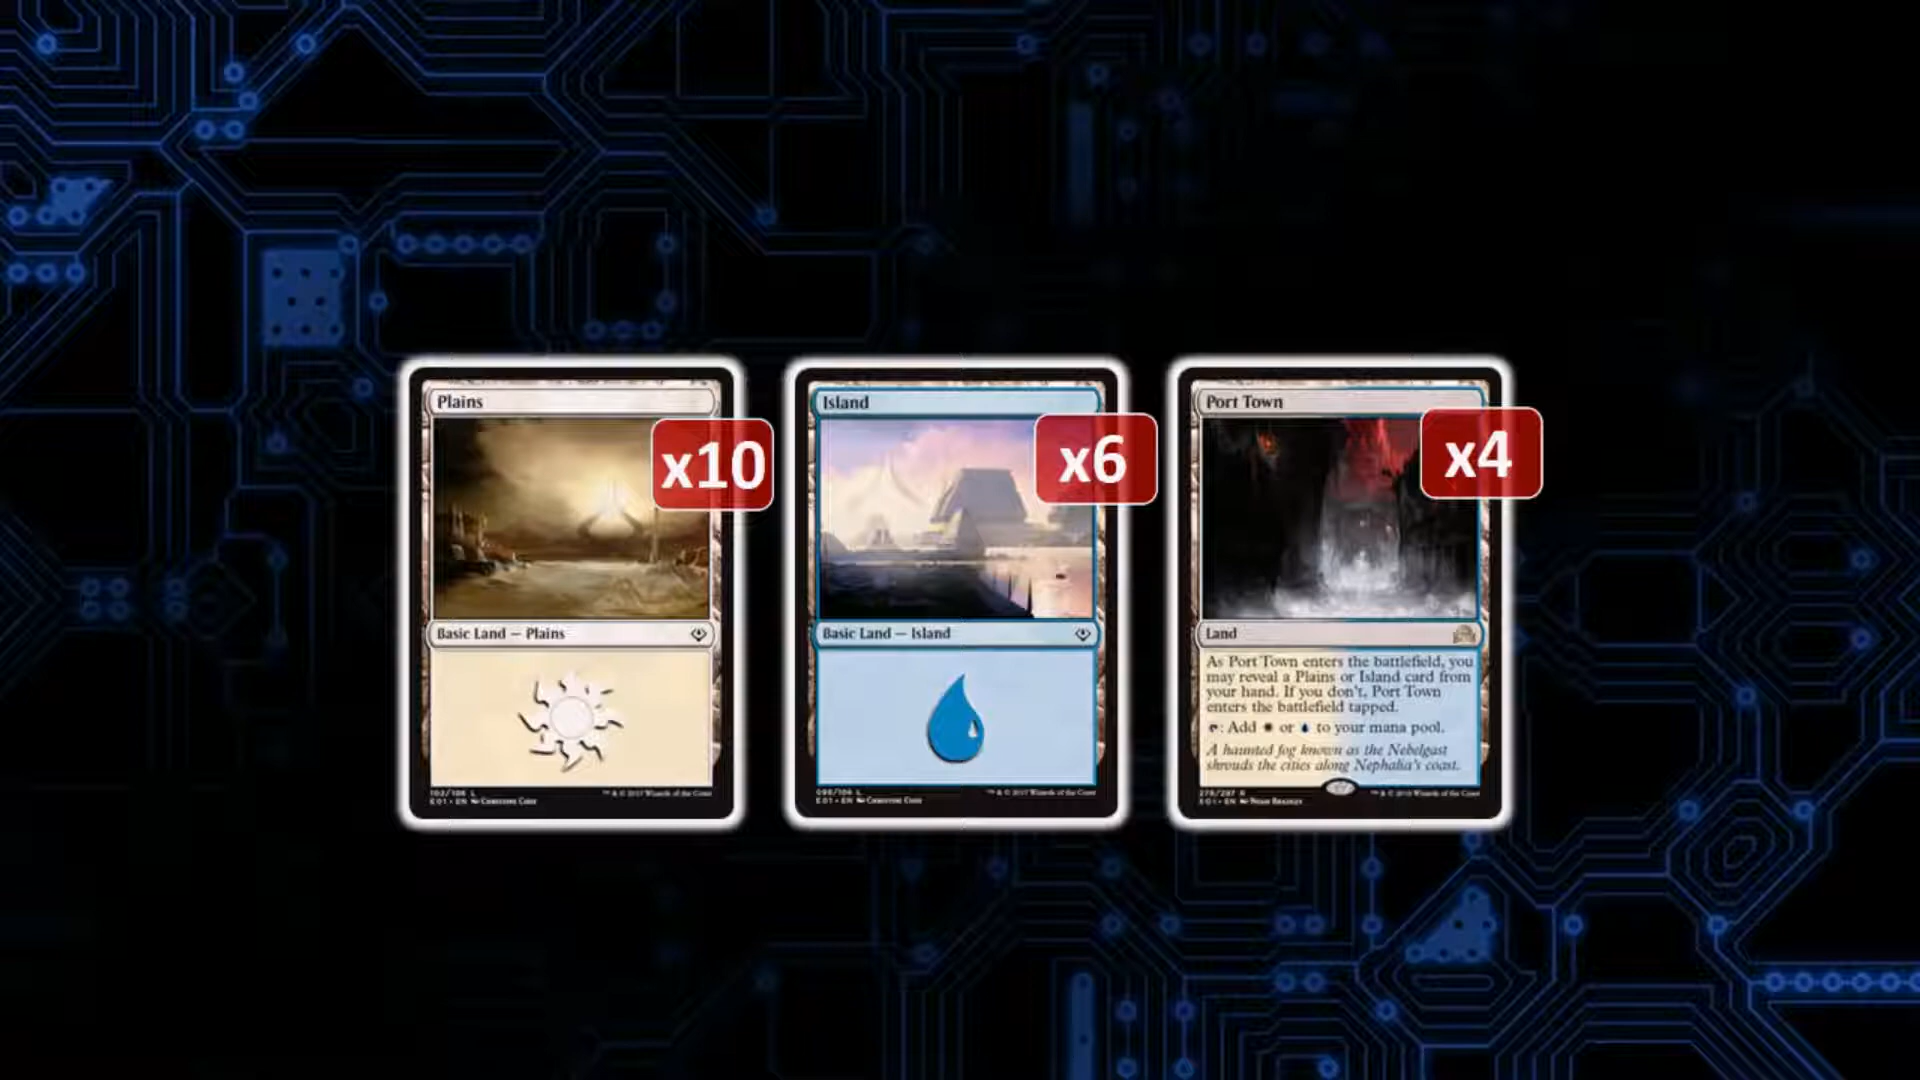 Plains
x10
Basic Land — Plains
Island
x6
Basic Land — Island
Port Town
x4
Land
As Port Town enters the battlefield, you
may reveal a Plains or Island card from
your hand. If you don't, Port Town
enters the battlefield tapped.
: Add or to your mana pool.
A haunted fog known as the Nebelgast
shrouds the cities along Nephalia's coast.